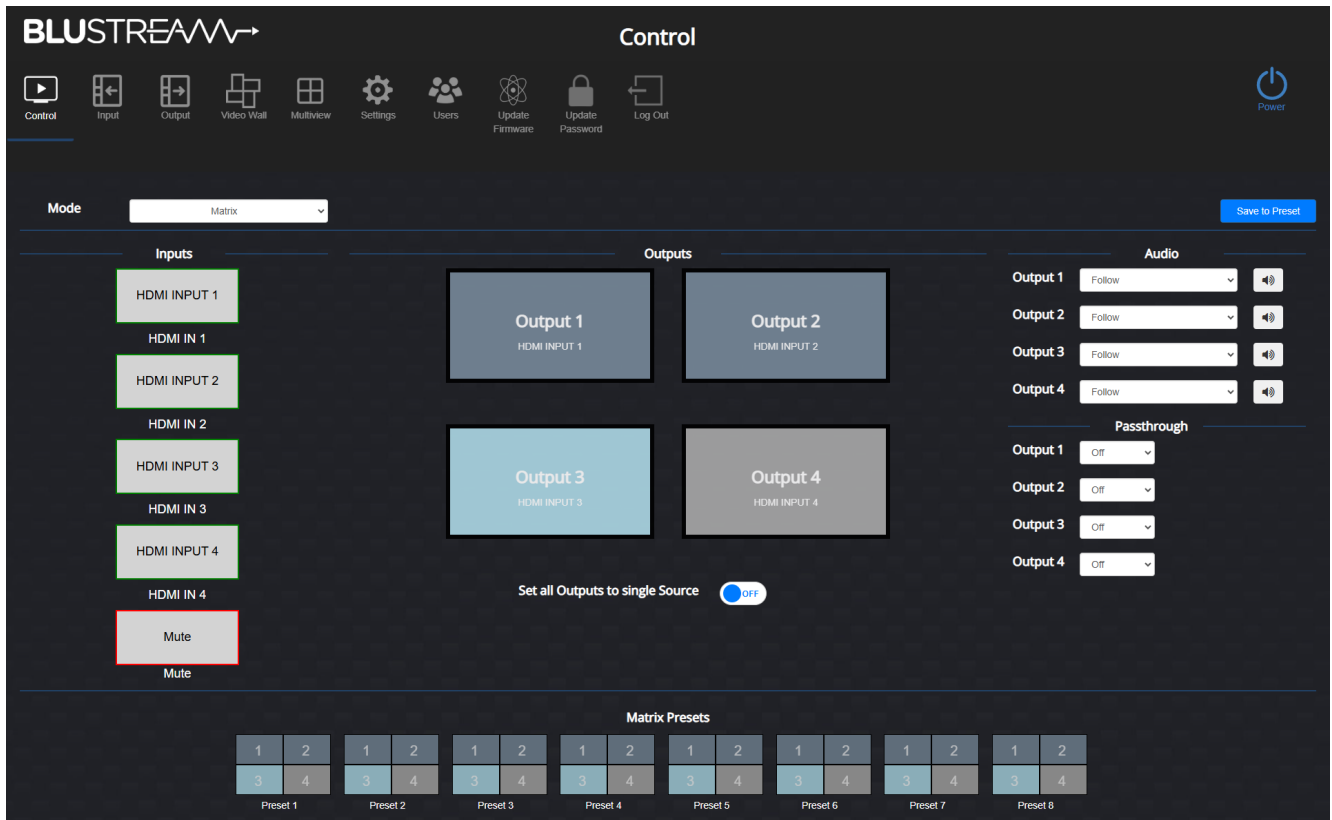 BLUSTREAM
Control
Control
Input
Output
Video Wall
Multiview
Settings
Users
Update
Firmware
Update
Password
Log Out
Power
Mode
Matrix
Save to Preset
Inputs
HDMI INPUT 1
HDMI IN 1
HDMI INPUT 2
HDMI IN 2
HDMI INPUT 3
HDMI IN 3
HDMI INPUT 4
HDMI IN 4
Mute
Mute
Outputs
Output 1
HDMI INPUT 1
Output 2
HDMI INPUT 2
Output 3
HDMI INPUT 3
Output 4
HDMI INPUT 4
Set all Outputs to single Source
OFF
Audio
Output 1 Follow
Output 2 Follow
Output 3 Follow
Output 4 Follow
Passthrough
Output 1 Off
Output 2 Off
Output 3 Off
Output 4 Off
Matrix Presets
1 2 1 2 1 2 1 2 1 2 1 2 1 2 1 2
3 4 3 4 3 4 3 4 3 4 3 4 3 4 3 4
Preset 1 Preset 2 Preset 3 Preset 4 Preset 5 Preset 6 Preset 7 Preset 8